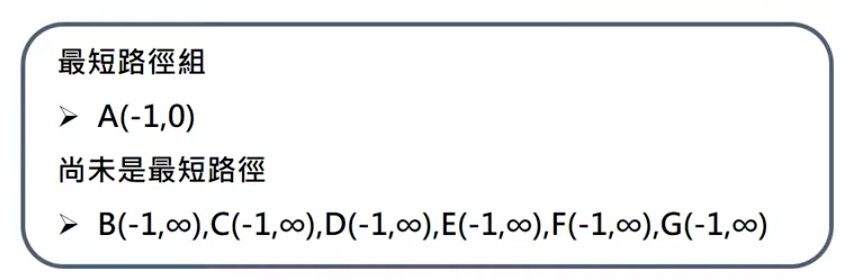 最短路徑組
➢ A(-1,0)
尚未是最短路徑
➢ B(-1,∞),C(-1,∞),D(-1,∞),E(-1,∞),F(-1,∞),G(-1,∞)